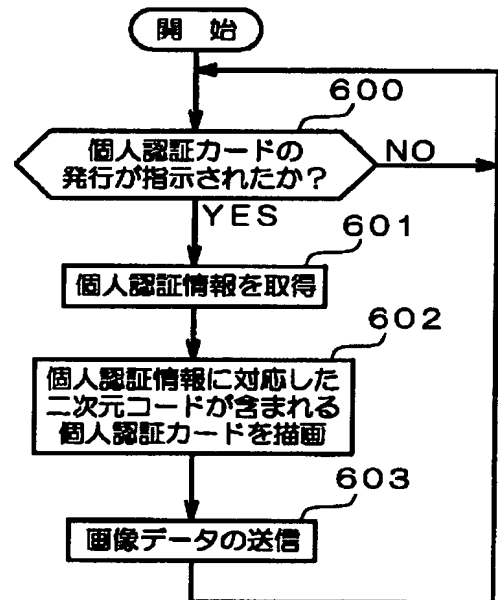 開 始
600
個人認証カードの
発行が指示されたか？
NO
YES
601
個人認証情報を取得
602
個人認証情報に対応した
二次元コードが含まれる
個人認証カードを描画
603
画像データの送信